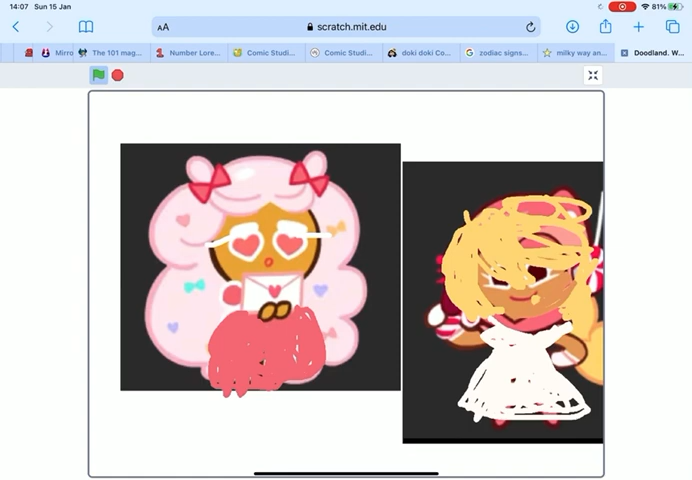 14:07 Sun 15 Jan
81%
AA
scratch.mit.edu
Mirro
The 101 mag...
Number Lore...
Comic Studi...
Comic Studi...
doki doki Co...
zodiac signs...
milky way an...
Doodland. W...